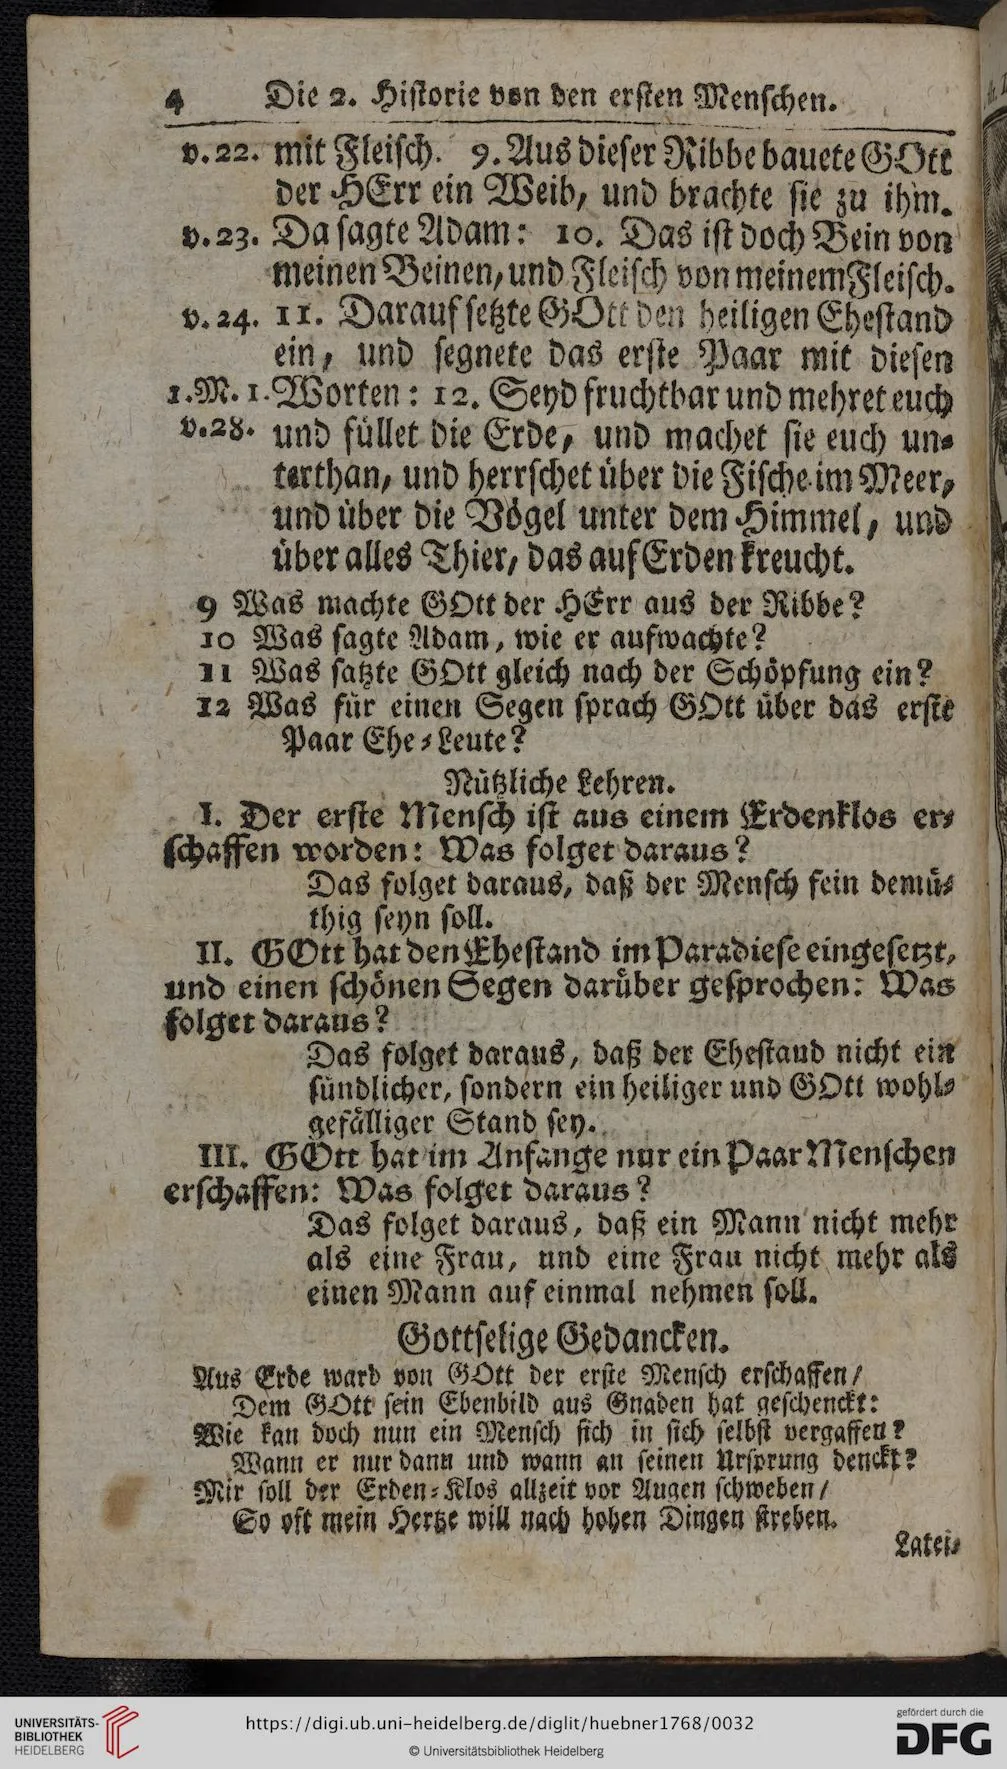 4 Die 2. Historie von den ersten Menschen.
v.22. mit Fleisch. 9. Aus dieser Ribbe bauete GOtt
der HErr ein Weib, und brachte sie zu ihm.
v.23. Da sagte Adam: 10. Das ist doch Bein von
meinen Beinen, und Fleisch von meinem Fleisch.
v.24. 11. Darauf setzte GOtt den heiligen Ehestand
ein, und segnete das erste Paar mit diesen
1.M.1. Worten: 12. Seyd fruchtbar und mehret euch
v.28. und füllet die Erde, und machet sie euch un-
terthan, und herrschet über die Fische im Meer,
und über die Vögel unter dem Himmel, und
über alles Thier, das auf Erden kreucht.
9 Was machte GOtt der HErr aus der Ribbe?
10 Was sagte Adam, wie er aufwachte?
11 Was satzte GOtt gleich nach der Schöpfung ein?
12 Was für einen Segen sprach GOtt über das erste
Paar Ehe-Leute?
Nützliche Lehren.
I. Der erste Mensch ist aus einem Erdenklos er-
schaffen worden: Was folget daraus?
Das folget daraus, daß der Mensch fein demü-
thig seyn soll.
II. GOtt hat den Ehestand im Paradiese eingesetzt,
und einen schönen Segen darüber gesprochen: Was
folget daraus?
Das folget daraus, daß der Ehestaud nicht ein
sündlicher, sondern ein heiliger und GOtt wohl-
gefälliger Stand sey.
III. GOtt hat im Anfange nur ein Paar Menschen
erschaffen: Was folget daraus?
Das folget daraus, daß ein Mann nicht mehr
als eine Frau, und eine Frau nicht mehr als
einen Mann auf einmal nehmen soll.
Gottselige Gedancken.
Aus Erde ward von GOtt der erste Mensch erschaffen/
Dem GOtt sein Ebenbild aus Gnaden hat geschenckt:
Wie kan doch nun ein Mensch sich in sich selbst vergaffen?
Wann er nur dann und wann an seinen Ursprung denckt?
Mir soll der Erden-Klos allzeit vor Augen schweben/
So oft mein Hertze will nach hohen Dingen streben.
Latei-
UNIVERSITÄTS-
BIBLIOTHEK
HEIDELBERG
https://digi.ub.uni-heidelberg.de/diglit/huebner1768/0032
© Universitätsbibliothek Heidelberg
gefördert durch die
DFG